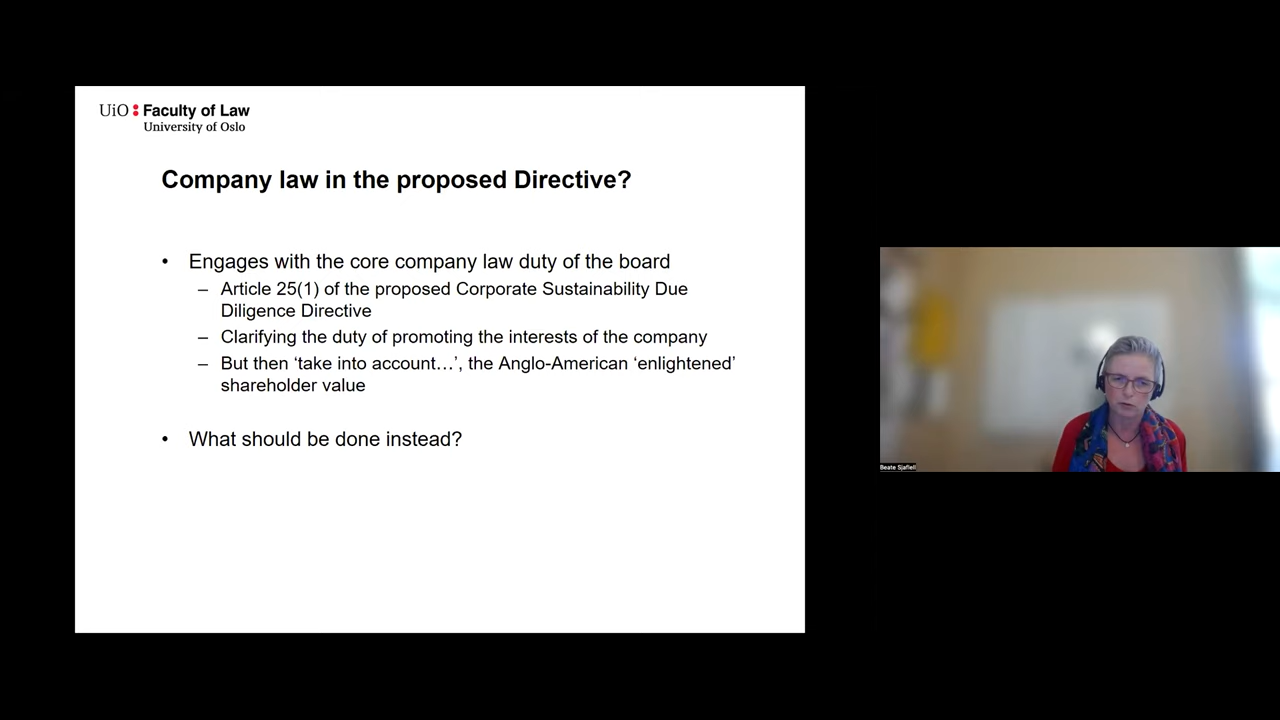 UiO : Faculty of Law
University of Oslo
Company law in the proposed Directive?
• Engages with the core company law duty of the board
– Article 25(1) of the proposed Corporate Sustainability Due
Diligence Directive
– Clarifying the duty of promoting the interests of the company
– But then ‘take into account…’, the Anglo-American ‘enlightened’
shareholder value
• What should be done instead?
Beate Sjafjell